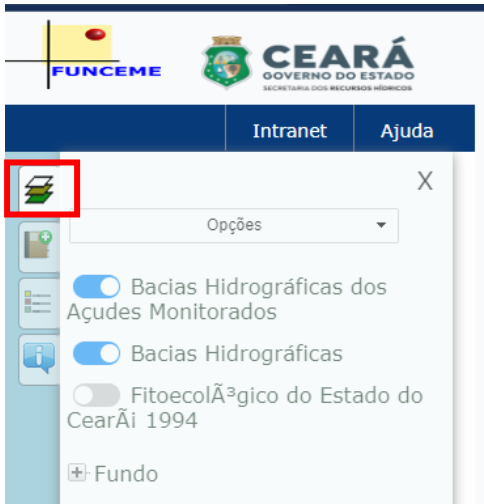 FUNCEME
CEARÁ
GOVERNO DO ESTADO
SECRETARIA DOS RECURSOS HÍDRICOS
Intranet Ajuda
X
Opções
Bacias Hidrográficas dos
Açudes Monitorados
Bacias Hidrográficas
FitoecolÃ³gico do Estado do
CearÃi 1994
Fundo